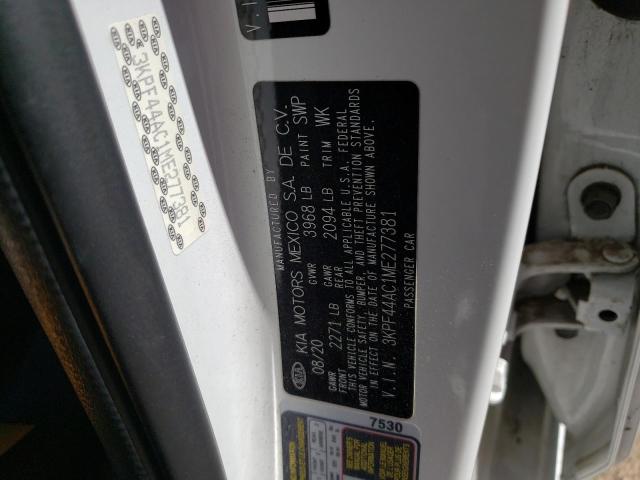 KIA 3KPF44AC1ME277381
V.I.
MANUFACTURED BY
KIA KIA MOTORS MEXICO S.A. DE C.V.
08/20 GVWR 3968 LB PAINT SWP
GAWR FRONT 2271 LB GAWR REAR 2094 LB TRIM WK
THIS VEHICLE CONFORMS TO ALL APPLICABLE U.S.A. FEDERAL
MOTOR VEHICLE SAFETY, BUMPER, AND THEFT PREVENTION STANDARDS
IN EFFECT ON THE DATE OF MANUFACTURE SHOWN ABOVE.
V.I.N. 3KPF44AC1ME277381
PASSENGER CAR
7530